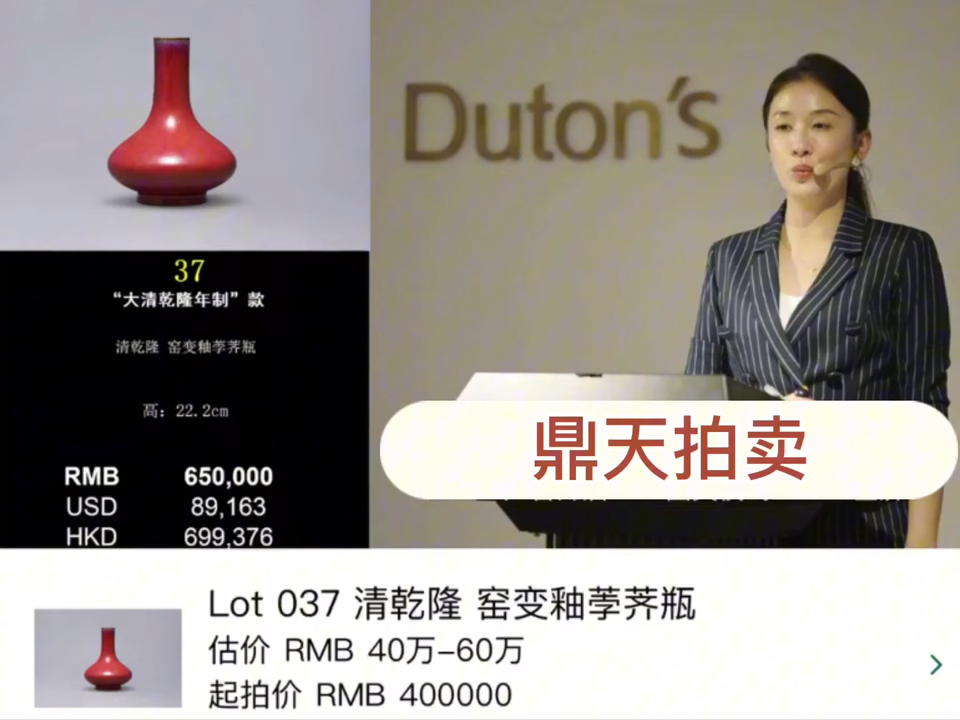 Duton's
37
“大清乾隆年制”款
清乾隆 窑变釉荸荠瓶
高：22.2cm
RMB 650,000
USD 89,163
HKD 699,376
鼎天拍卖
Lot 037 清乾隆 窑变釉荸荠瓶
估价 RMB 40万-60万
起拍价 RMB 400000